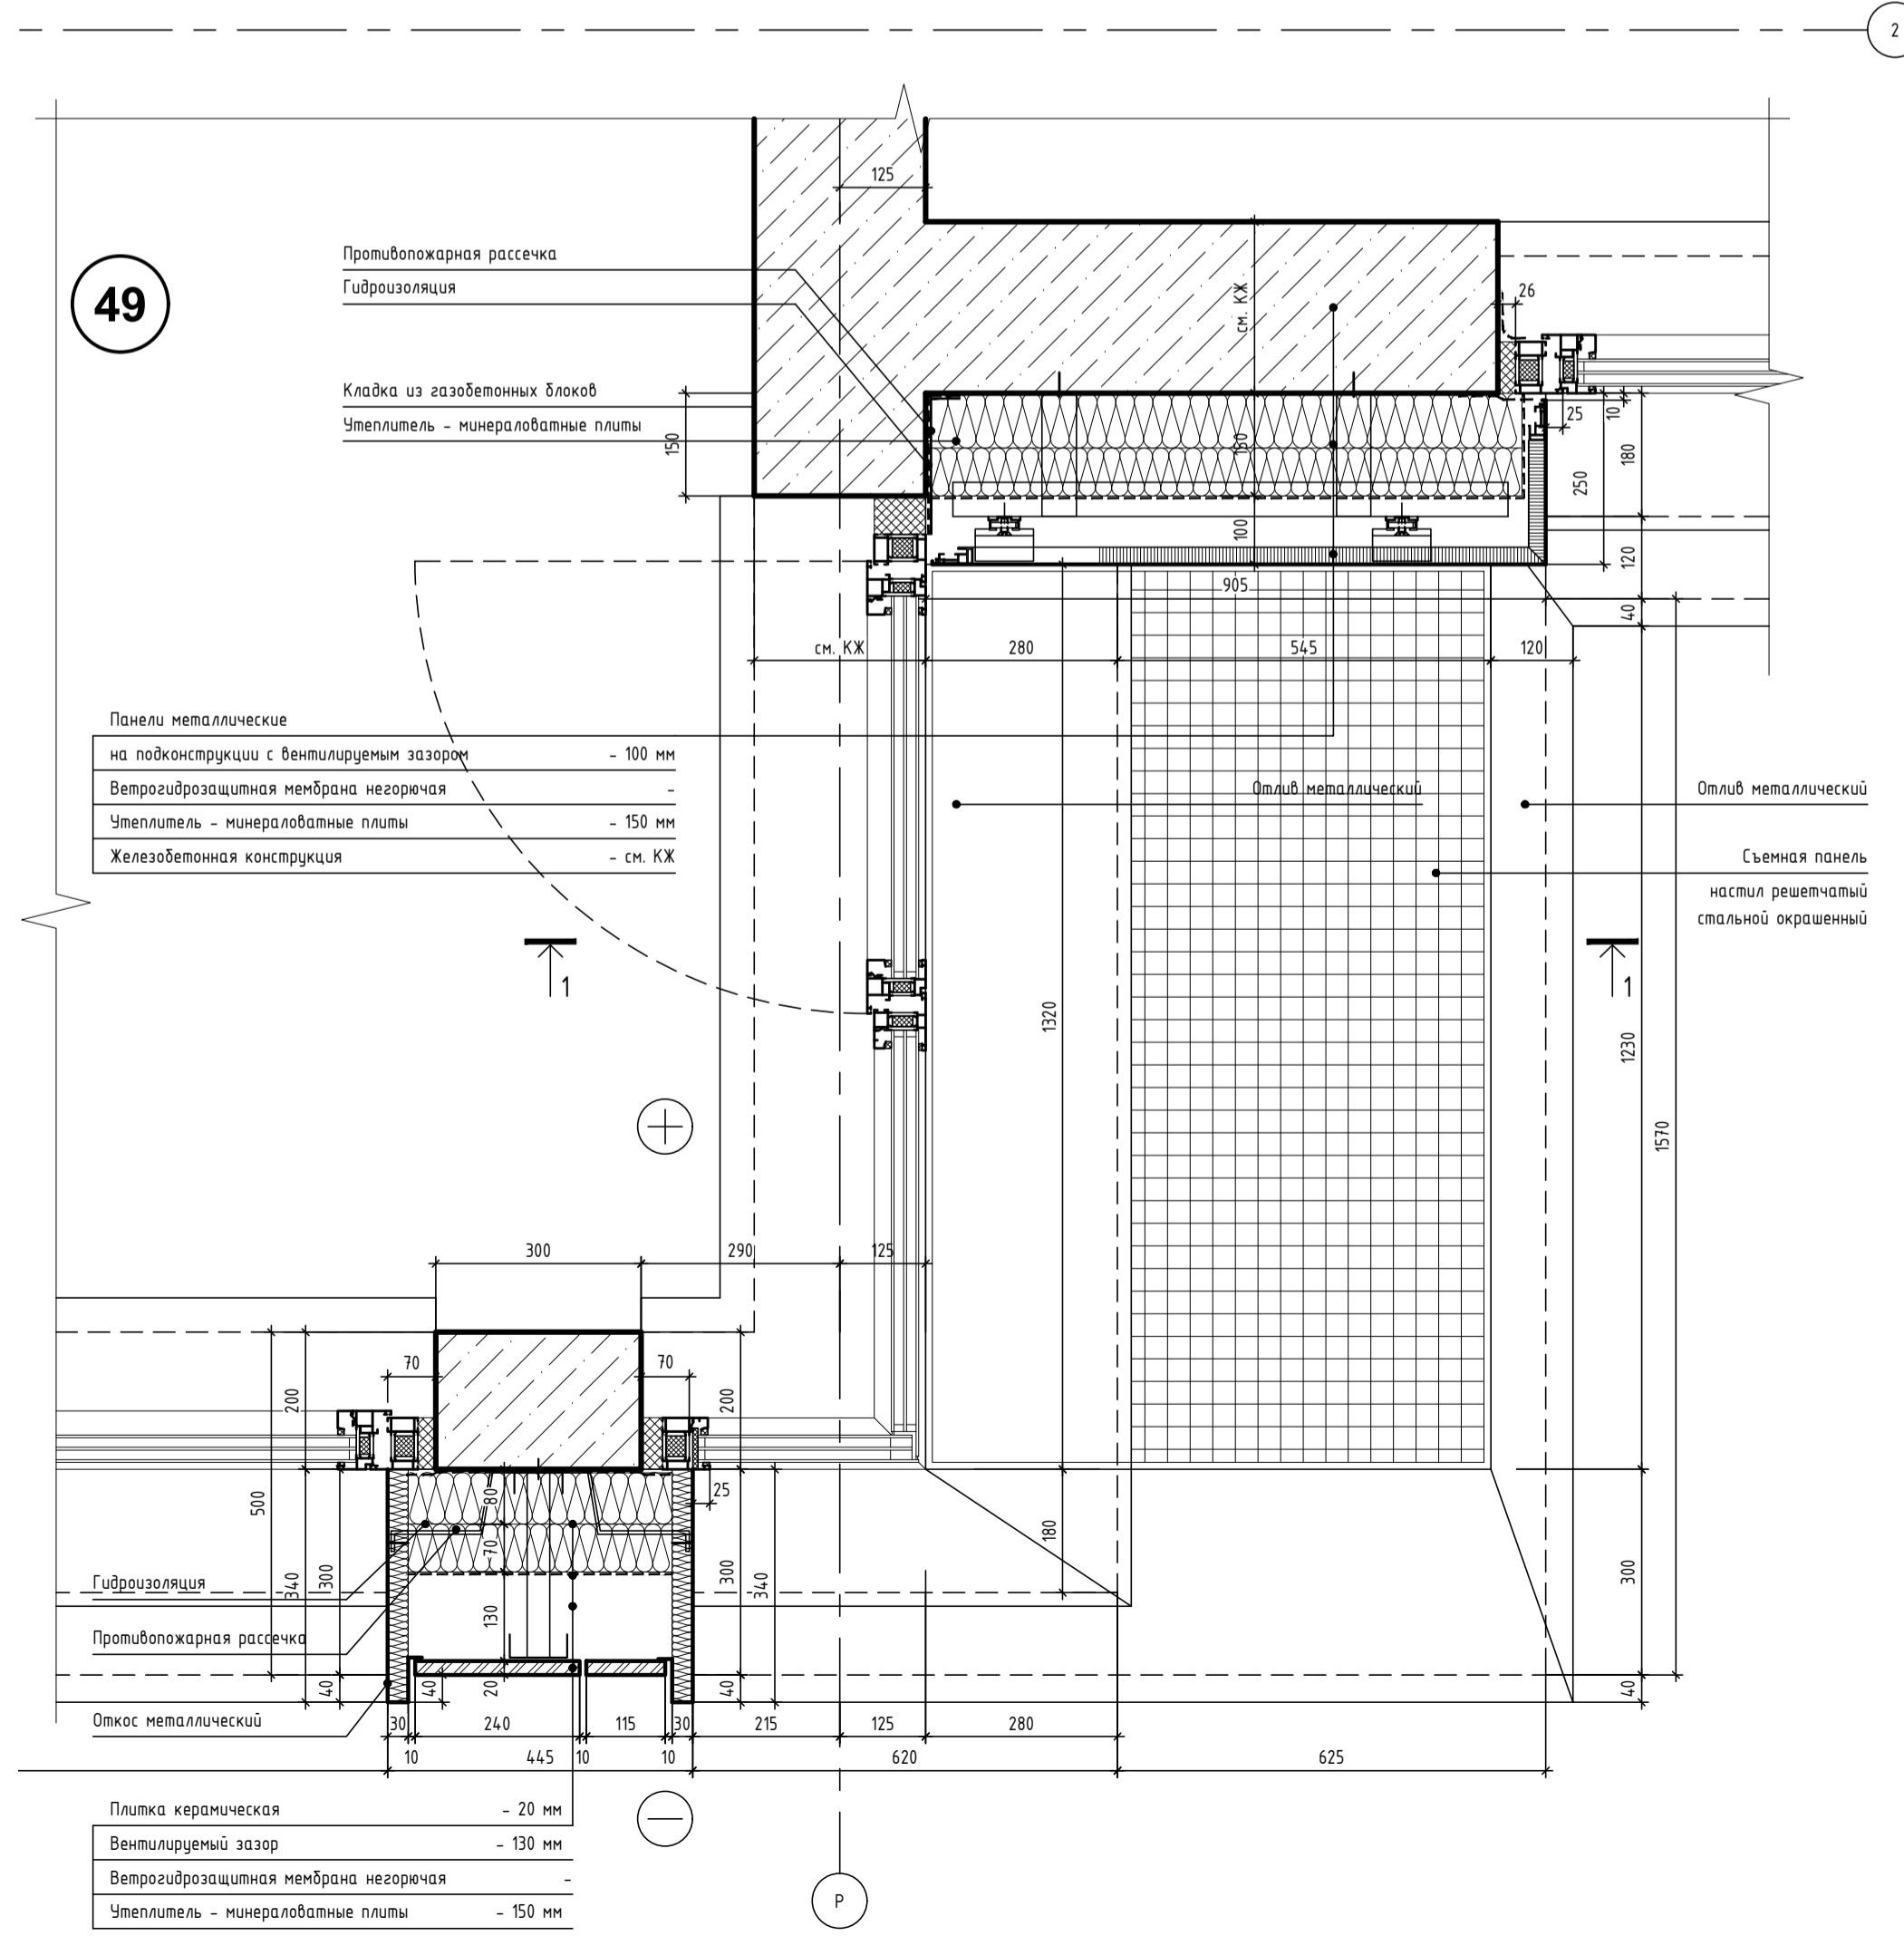 2
125
Противопожарная рассечка
Гидроизоляция
49
см. КЖ
26
Кладка из газобетонных блоков
Утеплитель - минераловатные плиты
150
150
25
10
180
250
100
120
905
40
см. КЖ
280
545
120
Панели металлические
на подконструкции с вентилируемым зазором - 100 мм
Ветрогидрозащитная мембрана негорючая -
Утеплитель - минераловатные плиты - 150 мм
Железобетонная конструкция - см. КЖ
Отлив металлический
Отлив металлический
Съемная панель
настил решетчатый
стальной окрашенный
1
1
1320
1230
1570
300
290
125
70
70
200
200
500
80
25
180
70
340
300
300
340
300
Гидроизоляция
Противопожарная рассечка
130
40
40
20
40
40
Откос металлический
30
240
115
30
215
125
280
10
445
10
10
620
625
Плитка керамическая - 20 мм
Вентилируемый зазор - 130 мм
Ветрогидрозащитная мембрана негорючая -
Утеплитель - минераловатные плиты - 150 мм
Р